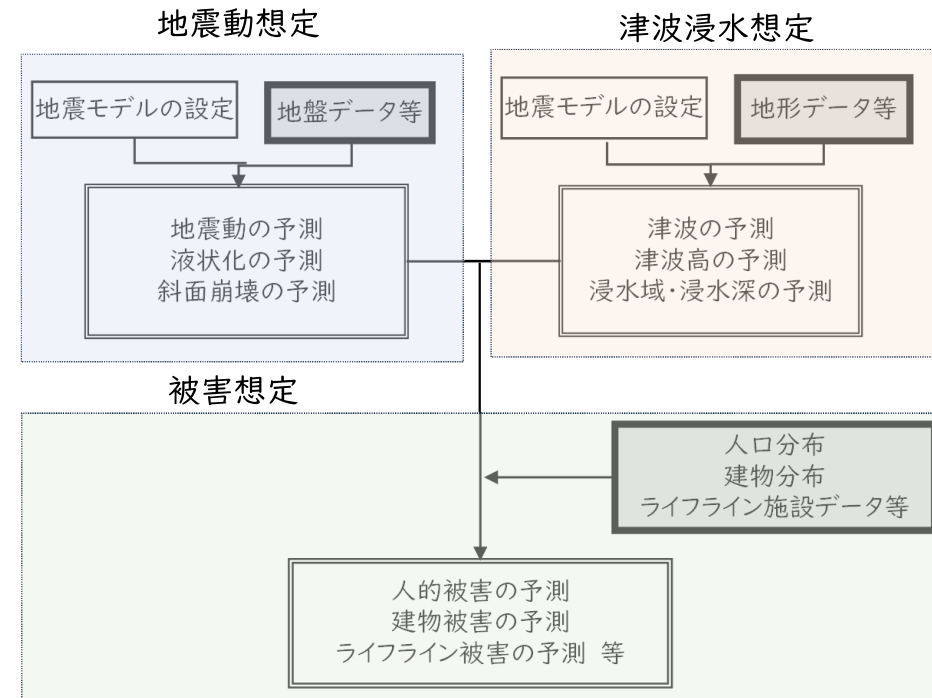 地震動想定
地震モデルの設定
地盤データ等
地震動の予測
液状化の予測
斜面崩壊の予測
津波浸水想定
地震モデルの設定
地形データ等
津波の予測
津波高の予測
浸水域・浸水深の予測
被害想定
人口分布
建物分布
ライフライン施設データ等
人的被害の予測
建物被害の予測
ライフライン被害の予測 等